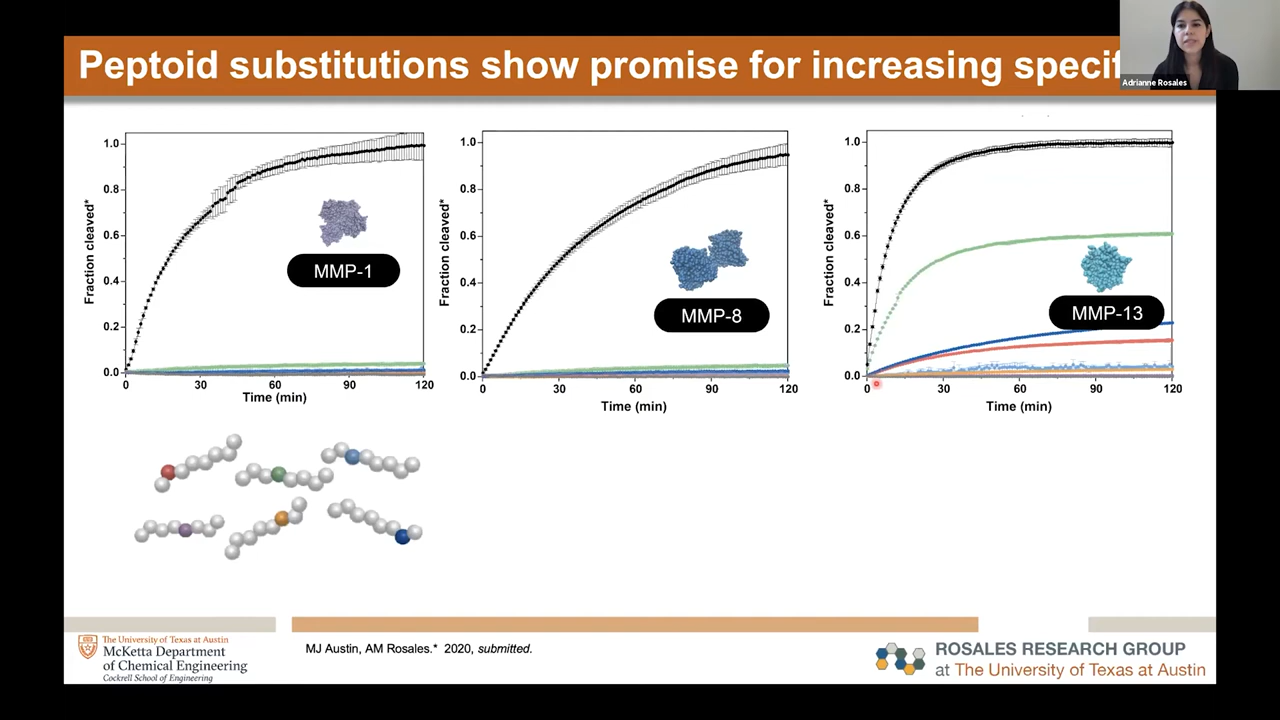 Peptoid substitutions show promise for increasing specif
Adrianne Rosales
1.0
0.8
0.6
0.4
0.2
0.0
Fraction cleaved*
0 30 60 90 120
Time (min)
MMP-1
1.0
0.8
0.6
0.4
0.2
0.0
Fraction cleaved*
0 30 60 90 120
Time (min)
MMP-8
1.0
0.8
0.6
0.4
0.2
0.0
Fraction cleaved*
0 30 60 90 120
Time (min)
MMP-13
The University of Texas at Austin
McKetta Department
of Chemical Engineering
Cockrell School of Engineering
MJ Austin, AM Rosales.* 2020, submitted.
ROSALES RESEARCH GROUP
at The University of Texas at Austin